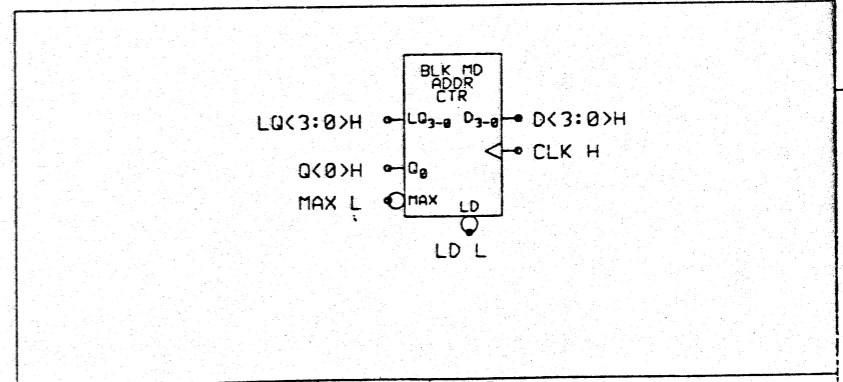 BLK MD
ADDR
CTR
LQ<3:0>H LQ3-0 D3-0 D<3:0>H
CLK H
Q<0>H Q0
MAX L MAX LD
LD L